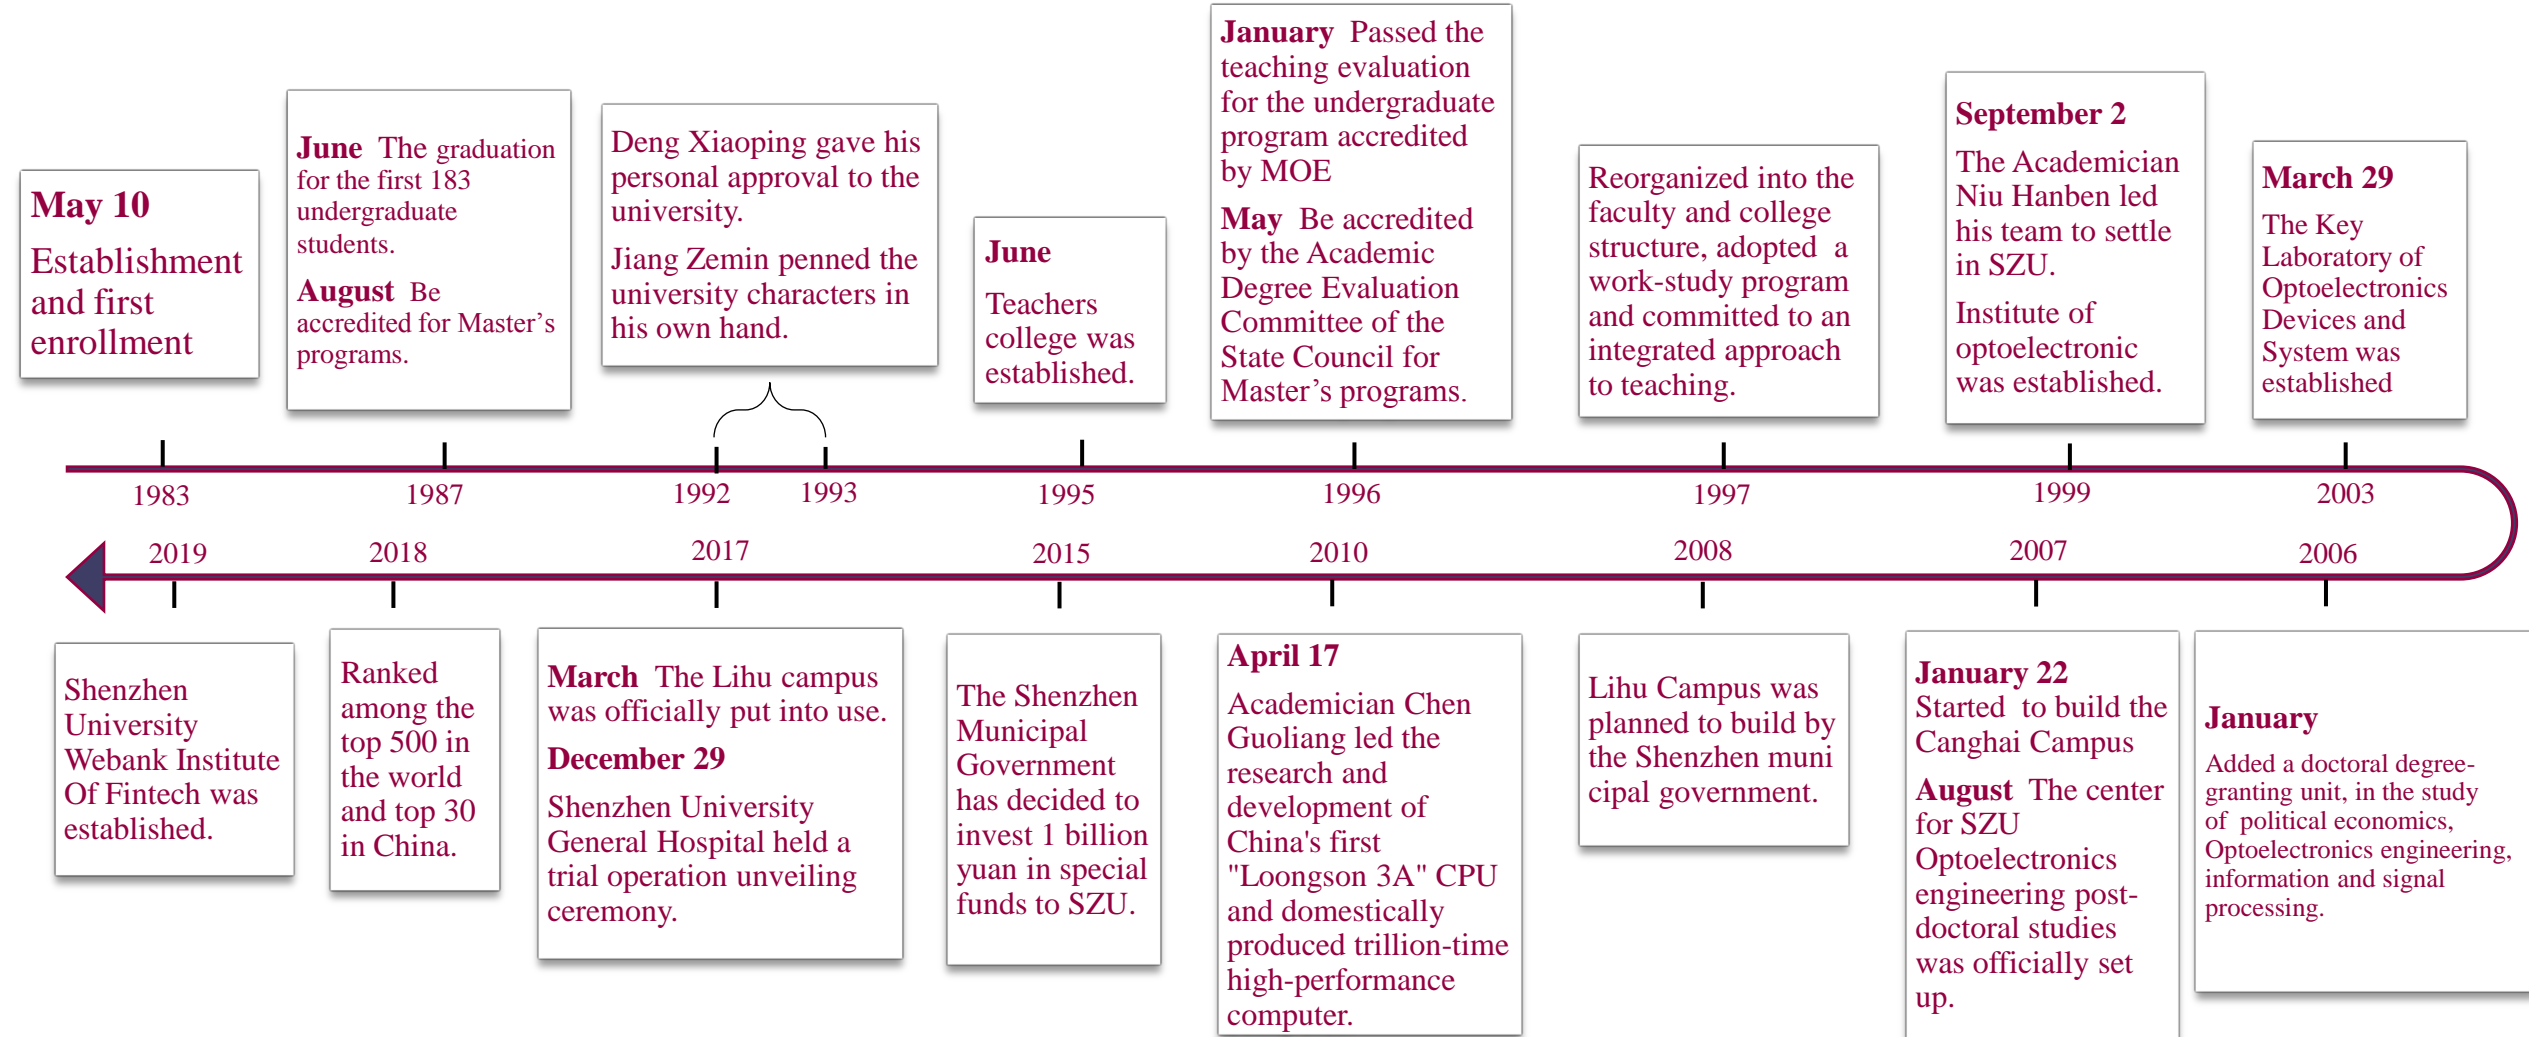 May 10
Establishment
and first
enrollment
June The graduation
for the first 183
undergraduate
students.
August Be
accredited for Master’s
programs.
Deng Xiaoping gave his
personal approval to the
university.
Jiang Zemin penned the
university characters in
his own hand.
June
Teachers
college was
established.
January Passed the
teaching evaluation
for the undergraduate
program accredited
by MOE
May Be accredited
by the Academic
Degree Evaluation
Committee of the
State Council for
Master’s programs.
Reorganized into the
faculty and college
structure, adopted a
work-study program
and committed to an
integrated approach
to teaching.
September 2
The Academician
Niu Hanben led
his team to settle
in SZU.
Institute of
optoelectronic
was established.
March 29
The Key
Laboratory of
Optoelectronics
Devices and
System was
established
1983
1987
1992
1993
1995
1996
1997
1999
2003
2019
2018
2017
2015
2010
2008
2007
2006
Shenzhen
University
Webank Institute
Of Fintech was
established.
Ranked
among the
top 500 in
the world
and top 30
in China.
March The Lihu campus
was officially put into use.
December 29
Shenzhen University
General Hospital held a
trial operation unveiling
ceremony.
The Shenzhen
Municipal
Government
has decided to
invest 1 billion
yuan in special
funds to SZU.
April 17
Academician Chen
Guoliang led the
research and
development of
China's first
"Loongson 3A" CPU
and domestically
produced trillion-time
high-performance
computer.
Lihu Campus was
planned to build by
the Shenzhen muni
cipal government.
January 22
Started to build the
Canghai Campus
August The center
for SZU
Optoelectronics
engineering post-
doctoral studies
was officially set
up.
January
Added a doctoral degree-
granting unit, in the study
of political economics,
Optoelectronics engineering,
information and signal
processing.